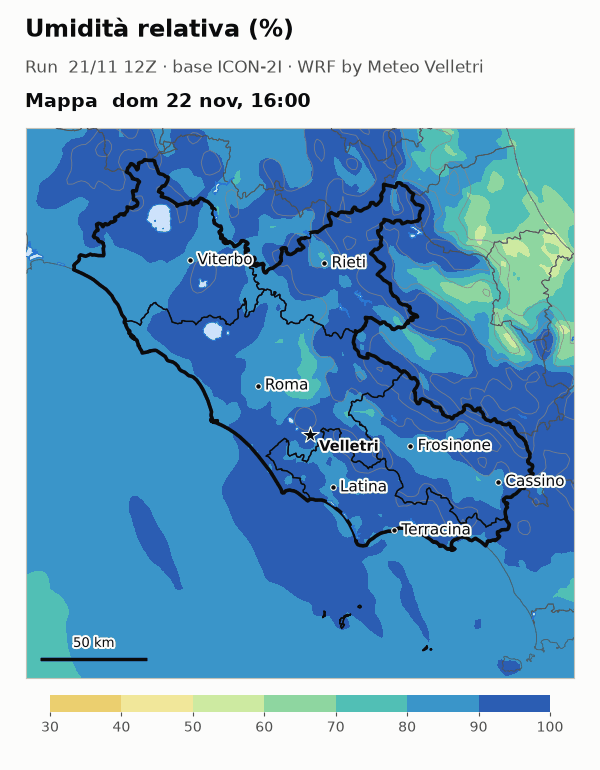 Umidità relativa (%)
Run  21/11 12Z · base ICON-2I · WRF by Meteo Velletri
Mappa  dom 22 nov, 16:00
Viterbo
Rieti
Roma
Velletri
Frosinone
Cassino
Latina
Terracina
50 km
30 40 50 60 70 80 90 100